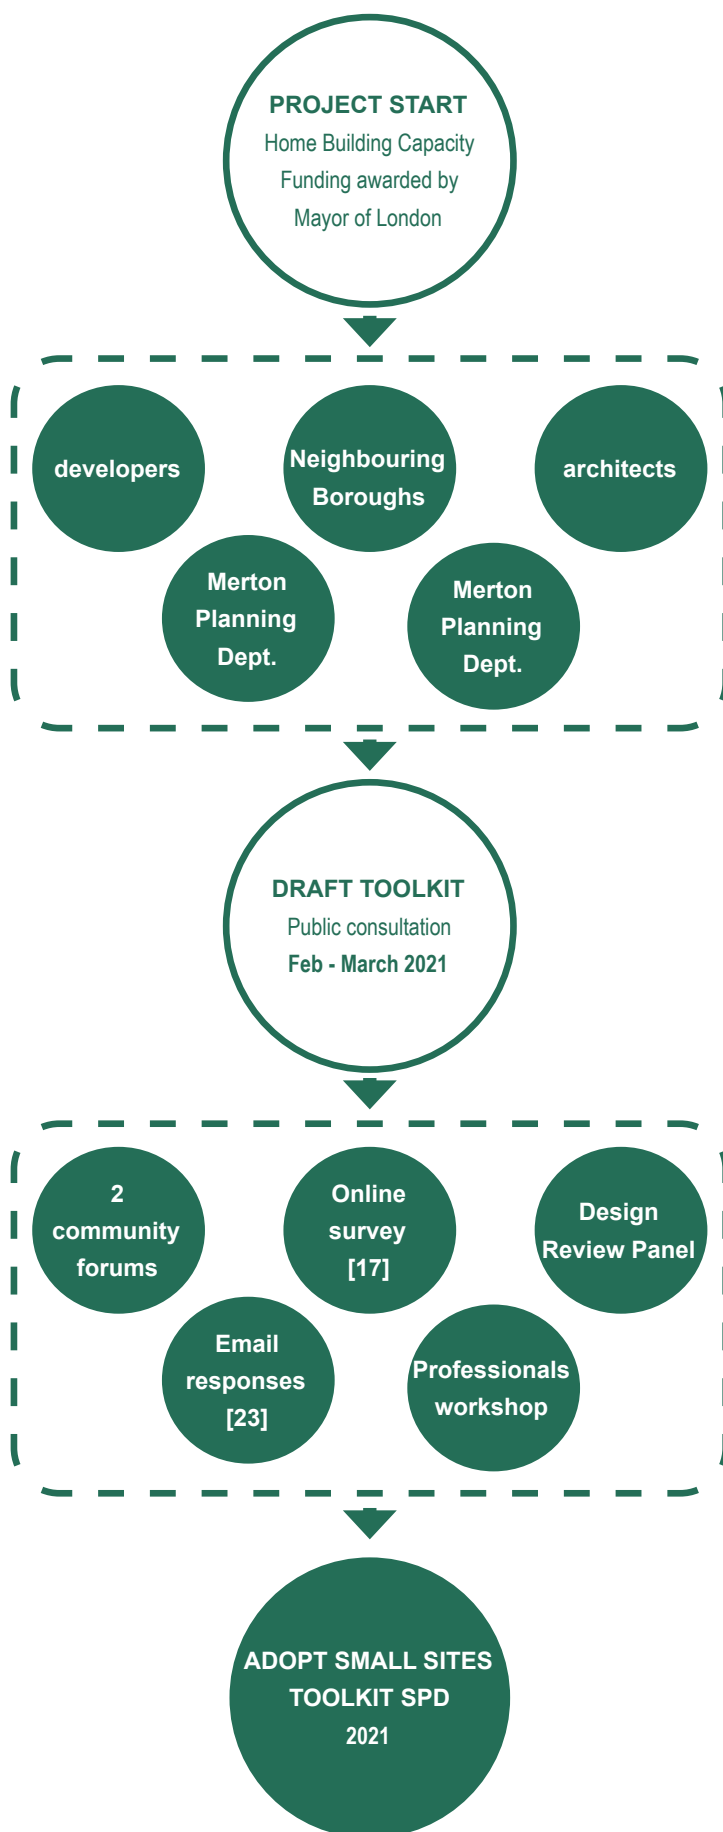 PROJECT START
Home Building Capacity
Funding awarded by
Mayor of London
developers
Neighbouring
Boroughs
architects
Merton
Planning
Dept.
Merton
Planning
Dept.
DRAFT TOOLKIT
Public consultation
Feb - March 2021
2
community
forums
Online
survey
[17]
Design
Review Panel
Email
responses
[23]
Professionals
workshop
ADOPT SMALL SITES
TOOLKIT SPD
2021